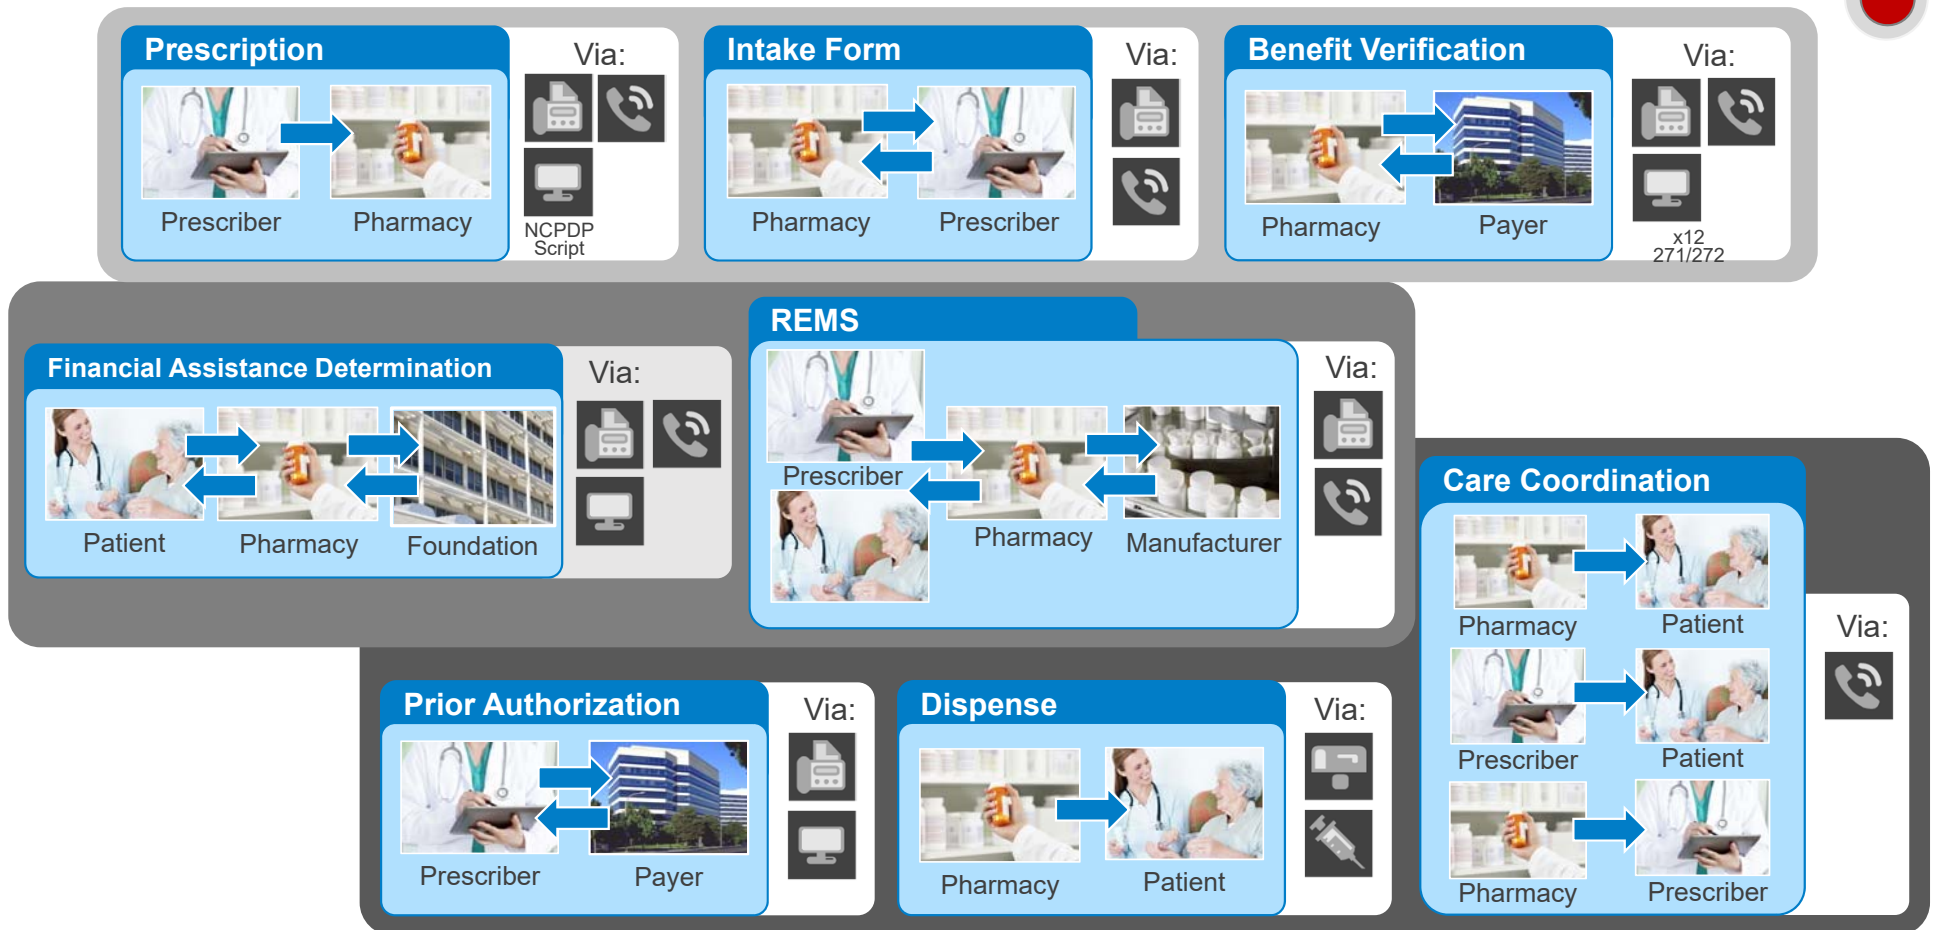 Prescription
Via:
Prescriber
Pharmacy
NCPDP
Script
Intake Form
Via:
Pharmacy
Prescriber
Benefit Verification
Via:
Pharmacy
Payer
x12
271/272
Financial Assistance Determination
Via:
Patient
Pharmacy
Foundation
REMS
Via:
Prescriber
Pharmacy
Manufacturer
Care Coordination
Pharmacy
Patient
Prescriber
Patient
Pharmacy
Prescriber
Via:
Prior Authorization
Via:
Prescriber
Payer
Dispense
Via:
Pharmacy
Patient